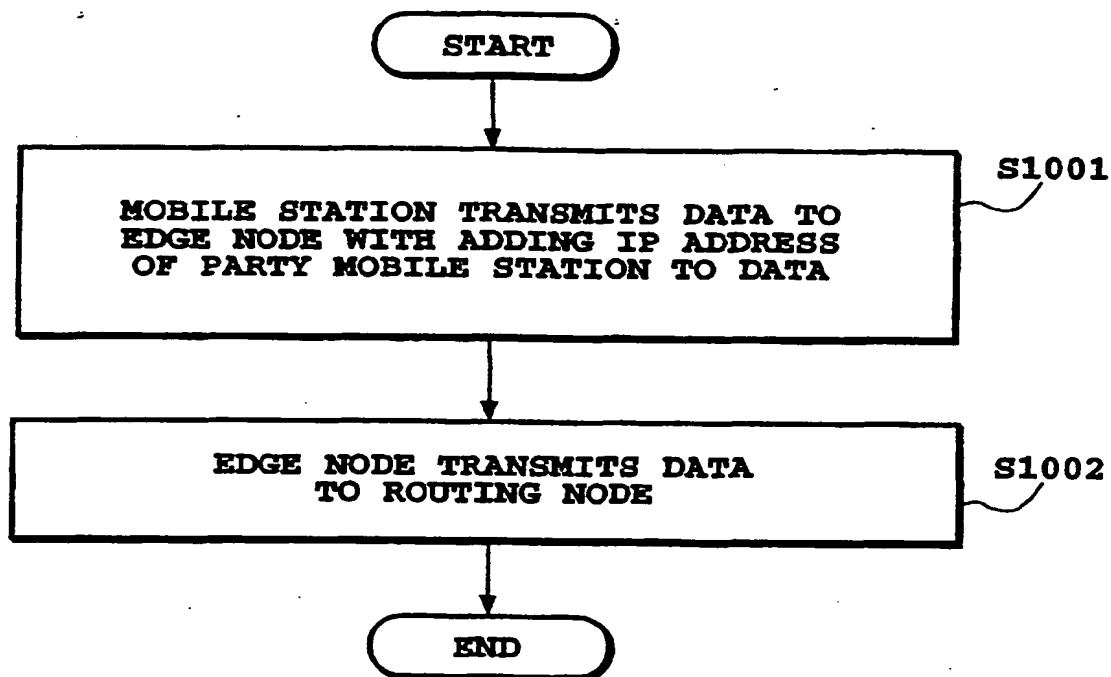 START
S1001
MOBILE STATION TRANSMITS DATA TO
EDGE NODE WITH ADDING IP ADDRESS
OF PARTY MOBILE STATION TO DATA
S1002
EDGE NODE TRANSMITS DATA
TO ROUTING NODE
END